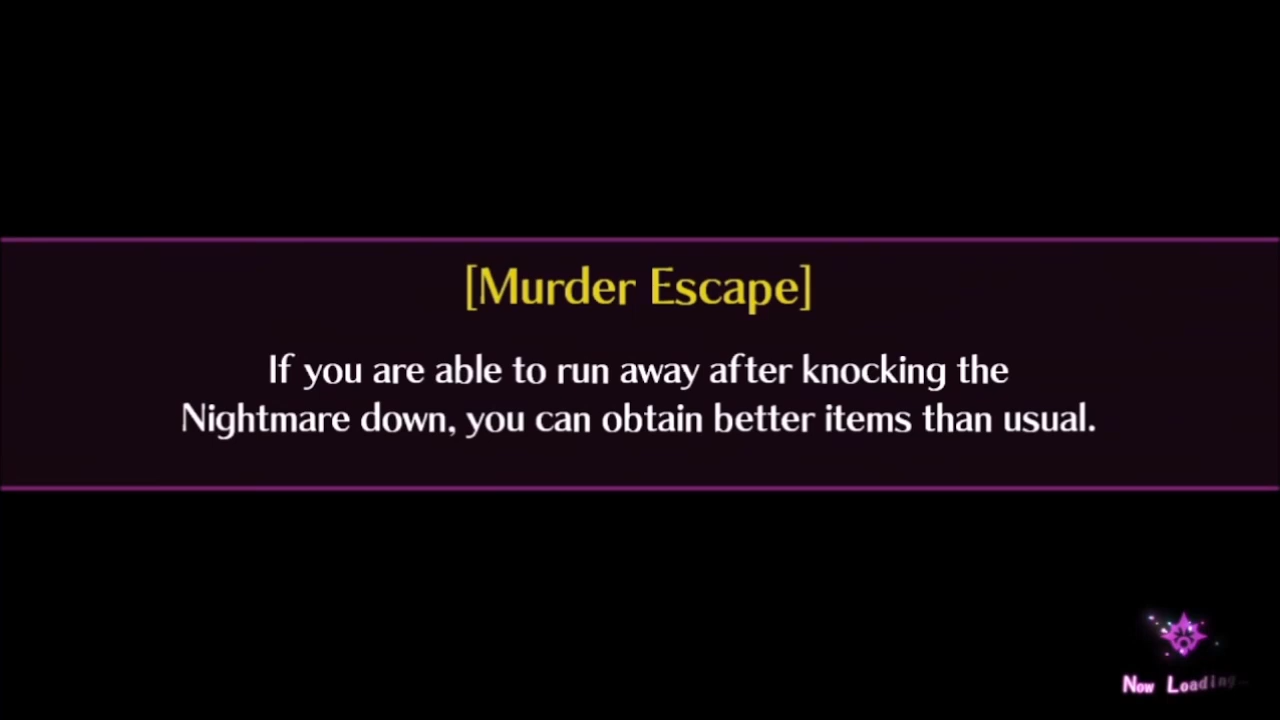 [Murder Escape]
If you are able to run away after knocking the
Nightmare down, you can obtain better items than usual.
Now Loading...